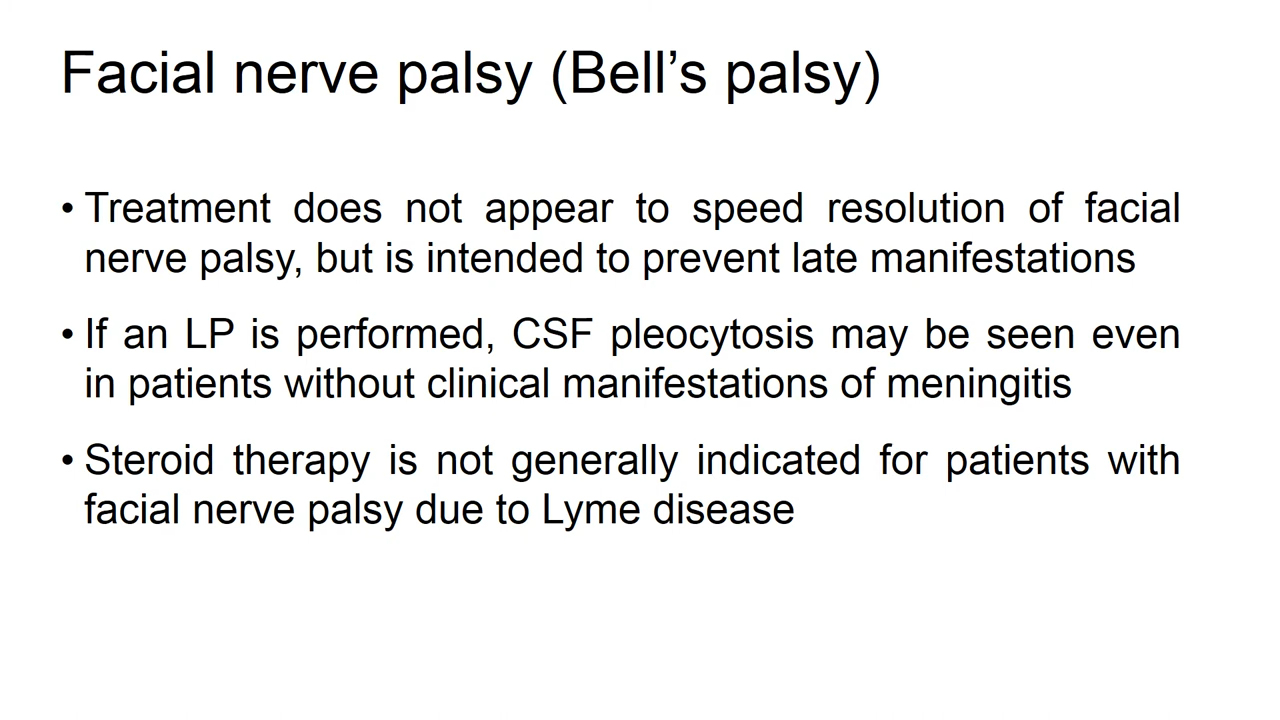 Facial nerve palsy (Bell’s palsy)
• Treatment does not appear to speed resolution of facial
nerve palsy, but is intended to prevent late manifestations
• If an LP is performed, CSF pleocytosis may be seen even
in patients without clinical manifestations of meningitis
• Steroid therapy is not generally indicated for patients with
facial nerve palsy due to Lyme disease